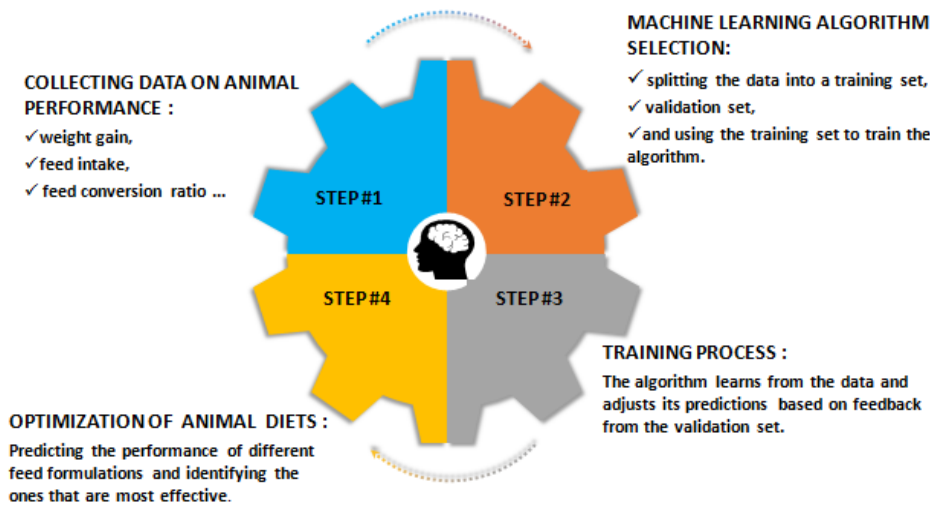 COLLECTING DATA ON ANIMAL
PERFORMANCE :
✓weight gain,
✓feed intake,
✓ feed conversion ratio ...
STEP#1
MACHINE LEARNING ALGORITHM
SELECTION:
✓ splitting the data into a training set,
✓ validation set,
✓and using the training set to train the
algorithm.
STEP#2
STEP#3
TRAINING PROCESS :
The algorithm learns from the data and
adjusts its predictions based on feedback
from the validation set.
STEP#4
OPTIMIZATION OF ANIMAL DIETS :
Predicting the performance of different
feed formulations and identifying the
ones that are most effective.